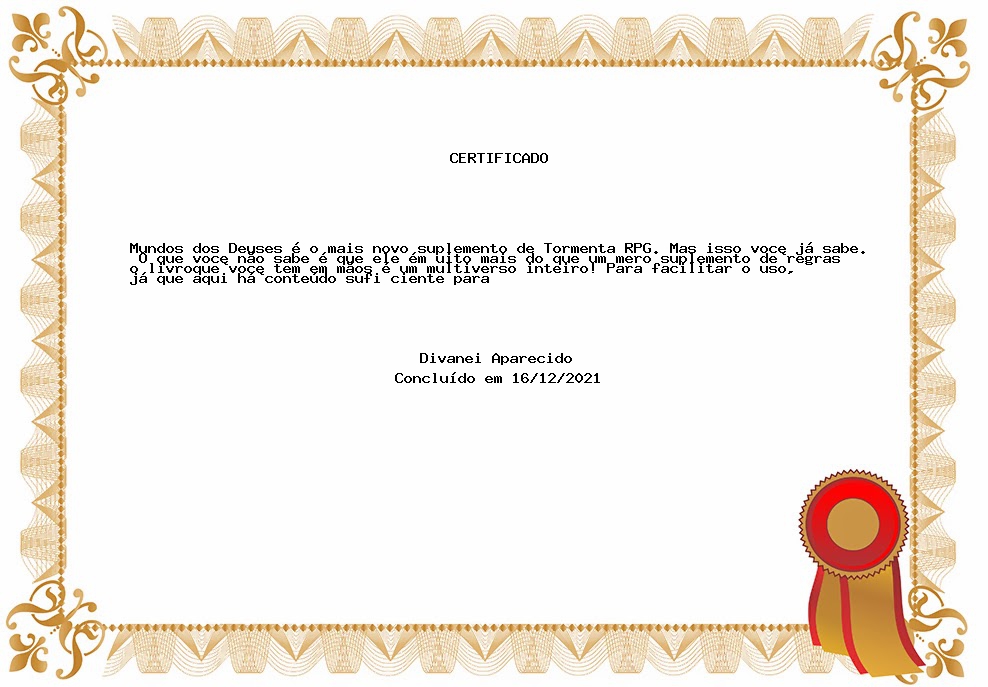 CERTIFICADO
Mundos dos Deuses é o mais novo suplemento de Tormenta RPG. Mas isso voce já sabe.
O que voce não sabe é que ele ém uito mais do que um mero suplemento de regras
o livroque voce tem em mãos é um multiverso inteiro! Para facilitar o uso,
já que aqui há conteúdo sufi ciente para
Divanei Aparecido
Concluído em 16/12/2021